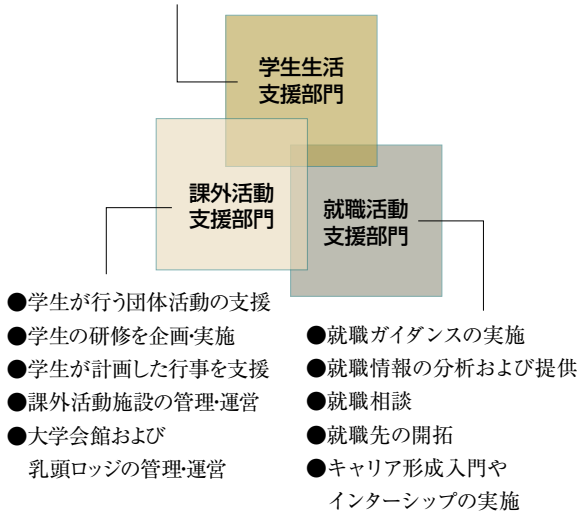 学生生活
支援部門
課外活動
支援部門
就職活動
支援部門
●学生が行う団体活動の支援
●学生の研修を企画・実施
●学生が計画した行事を支援
●課外活動施設の管理・運営
●大学会館および
乳頭ロッジの管理・運営
●就職ガイダンスの実施
●就職情報の分析および提供
●就職相談
●就職先の開拓
●キャリア形成入門や
インターシップの実施